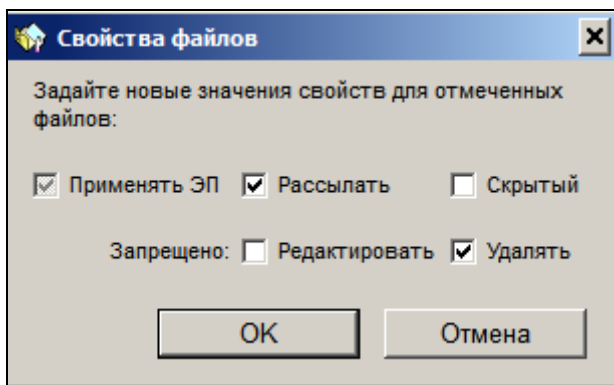 Свойства файлов
Задайте новые значения свойств для отмеченных
файлов:
Применять ЭП Рассылать Скрытый
Запрещено: Редактировать Удалять
OK Отмена